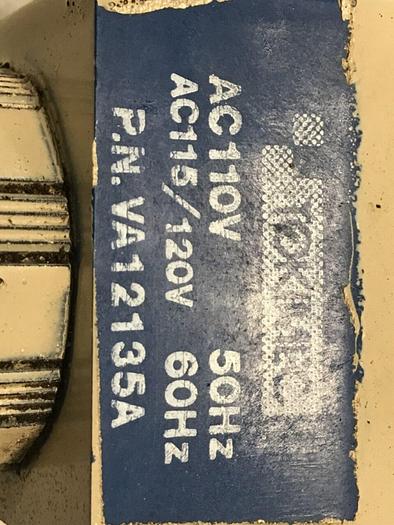 AC110V 50Hz
AC115/120V 60Hz
P.N. VA12135A